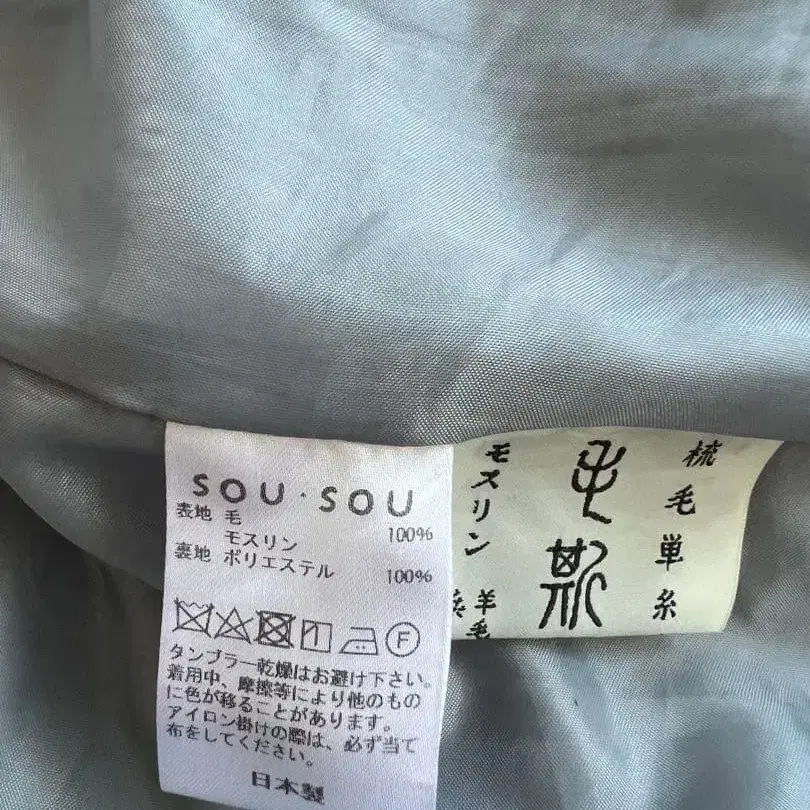 SOU・SOU
表地 毛 100%
モスリン
裏地 ポリエステル 100%
F
タンブラー乾燥はお避け下さい。
着用中、摩擦等により他のもの
に色が移ることがあります。
アイロン掛けの際は、必ず当て
布をしてください。
日本製
梳毛単糸
毛斯
モスリン
羊毛